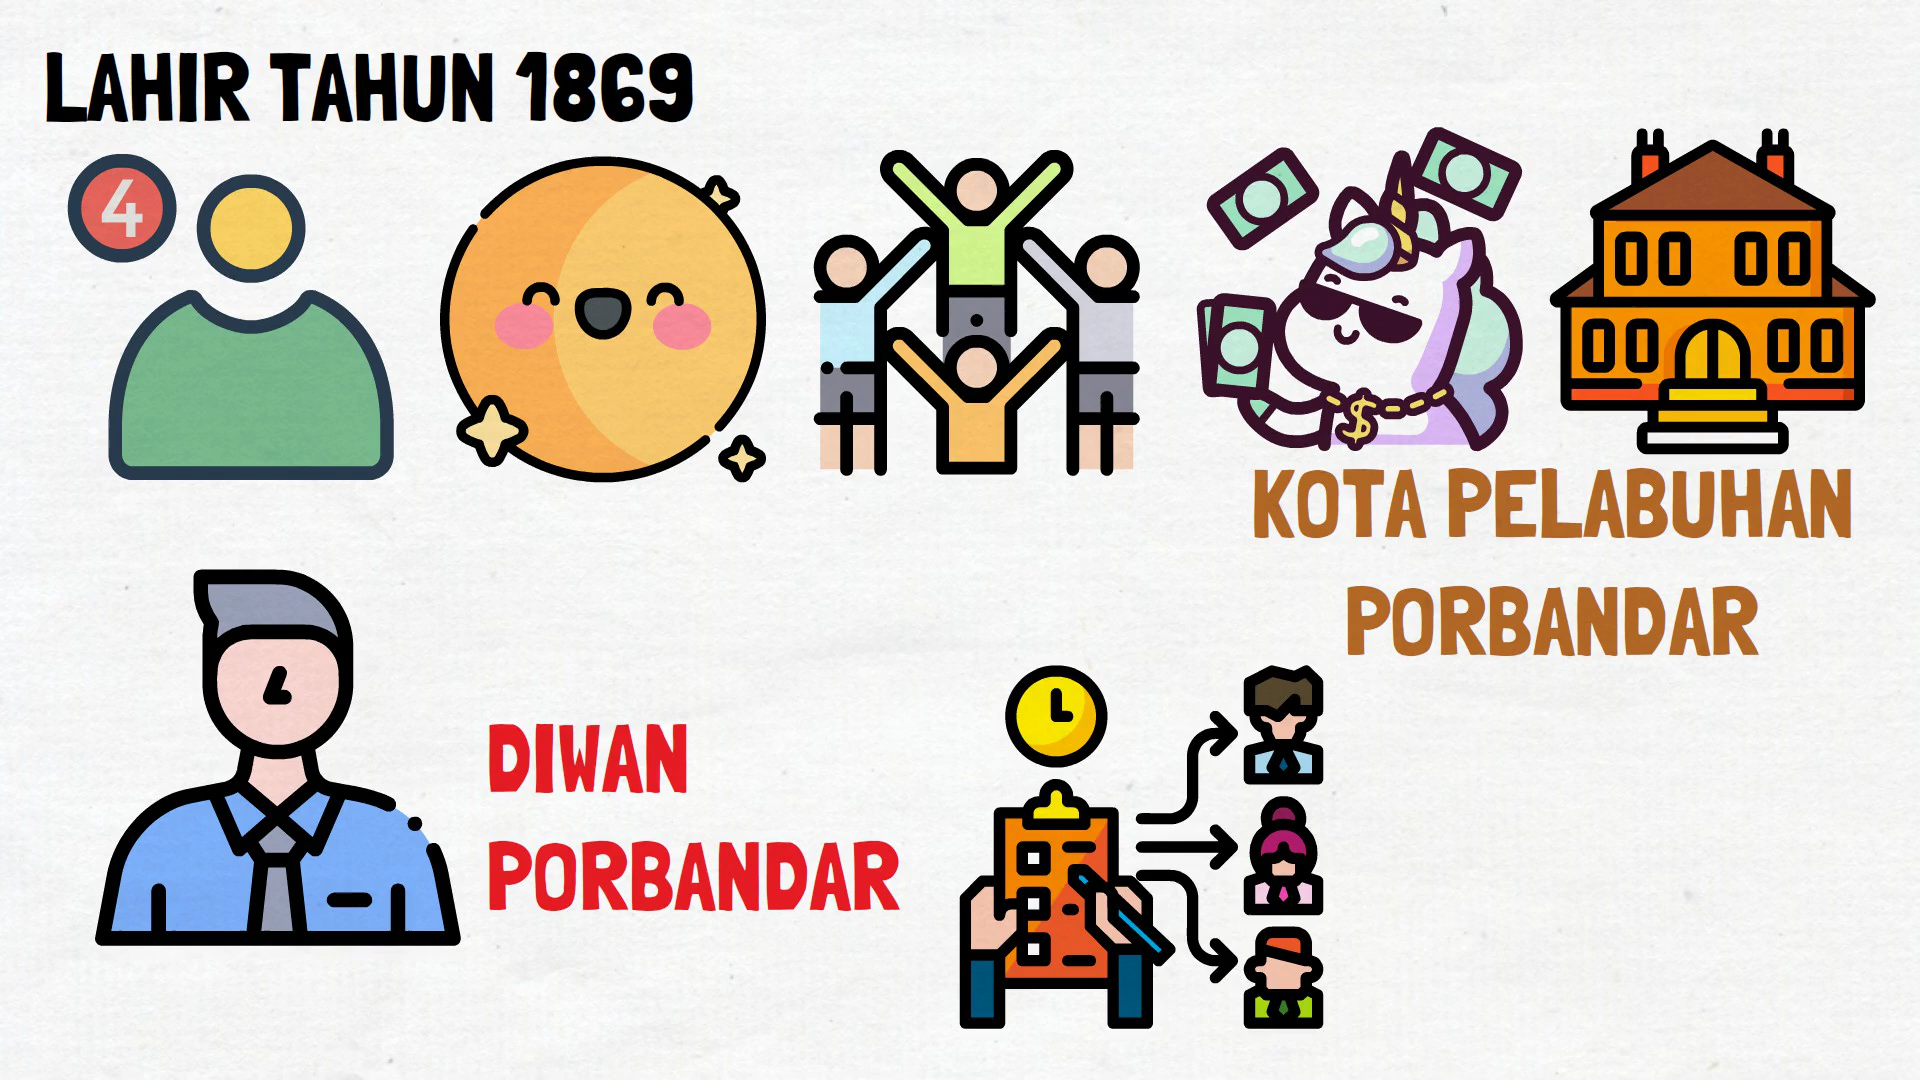 LAHIR TAHUN 1869
4
$
KOTA PELABUHAN
PORBANDAR
DIWAN
PORBANDAR